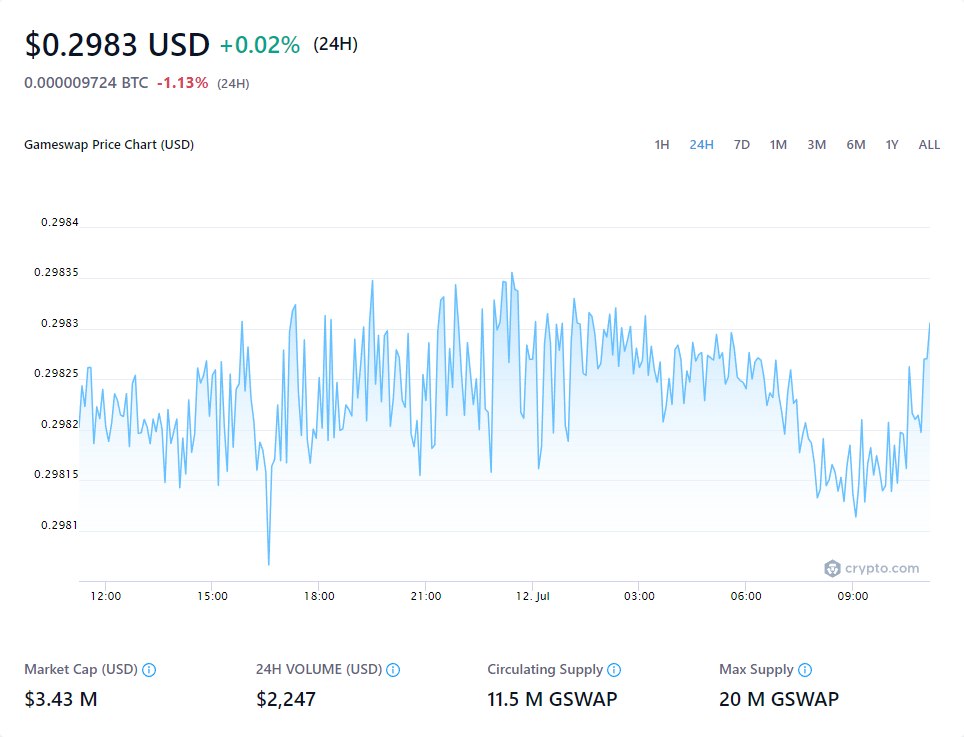 $0.2983 USD +0.02% (24H)
0.000009724 BTC -1.13% (24H)
Gameswap Price Chart (USD) 1H 24H 7D 1M 3M 6M 1Y ALL
0.2984
0.29835
0.2983
0.29825
0.2982
0.29815
0.2981
crypto.com
12:00 15:00 18:00 21:00 12. Jul 03:00 06:00 09:00
Market Cap (USD) 24H VOLUME (USD) Circulating Supply Max Supply
$3.43 M $2,247 11.5 M GSWAP 20 M GSWAP